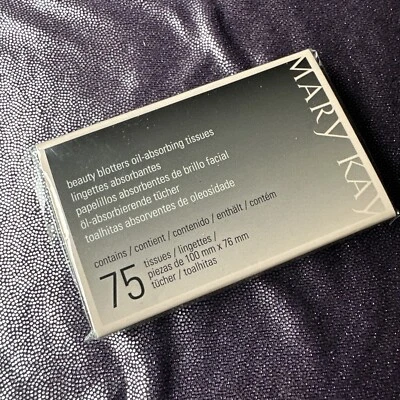 MARY KAY
beauty blotters oil-absorbing tissues
lingettes absorbantes
papelillos absorbentes de brillo facial
öl-absorbierende tücher
toalhitas absorventes de oleosidade
contains / content / contenido / enthält / contém
75 tissues / lingettes /
piezas de 100 mm x 76 mm
tücher / toalhitas